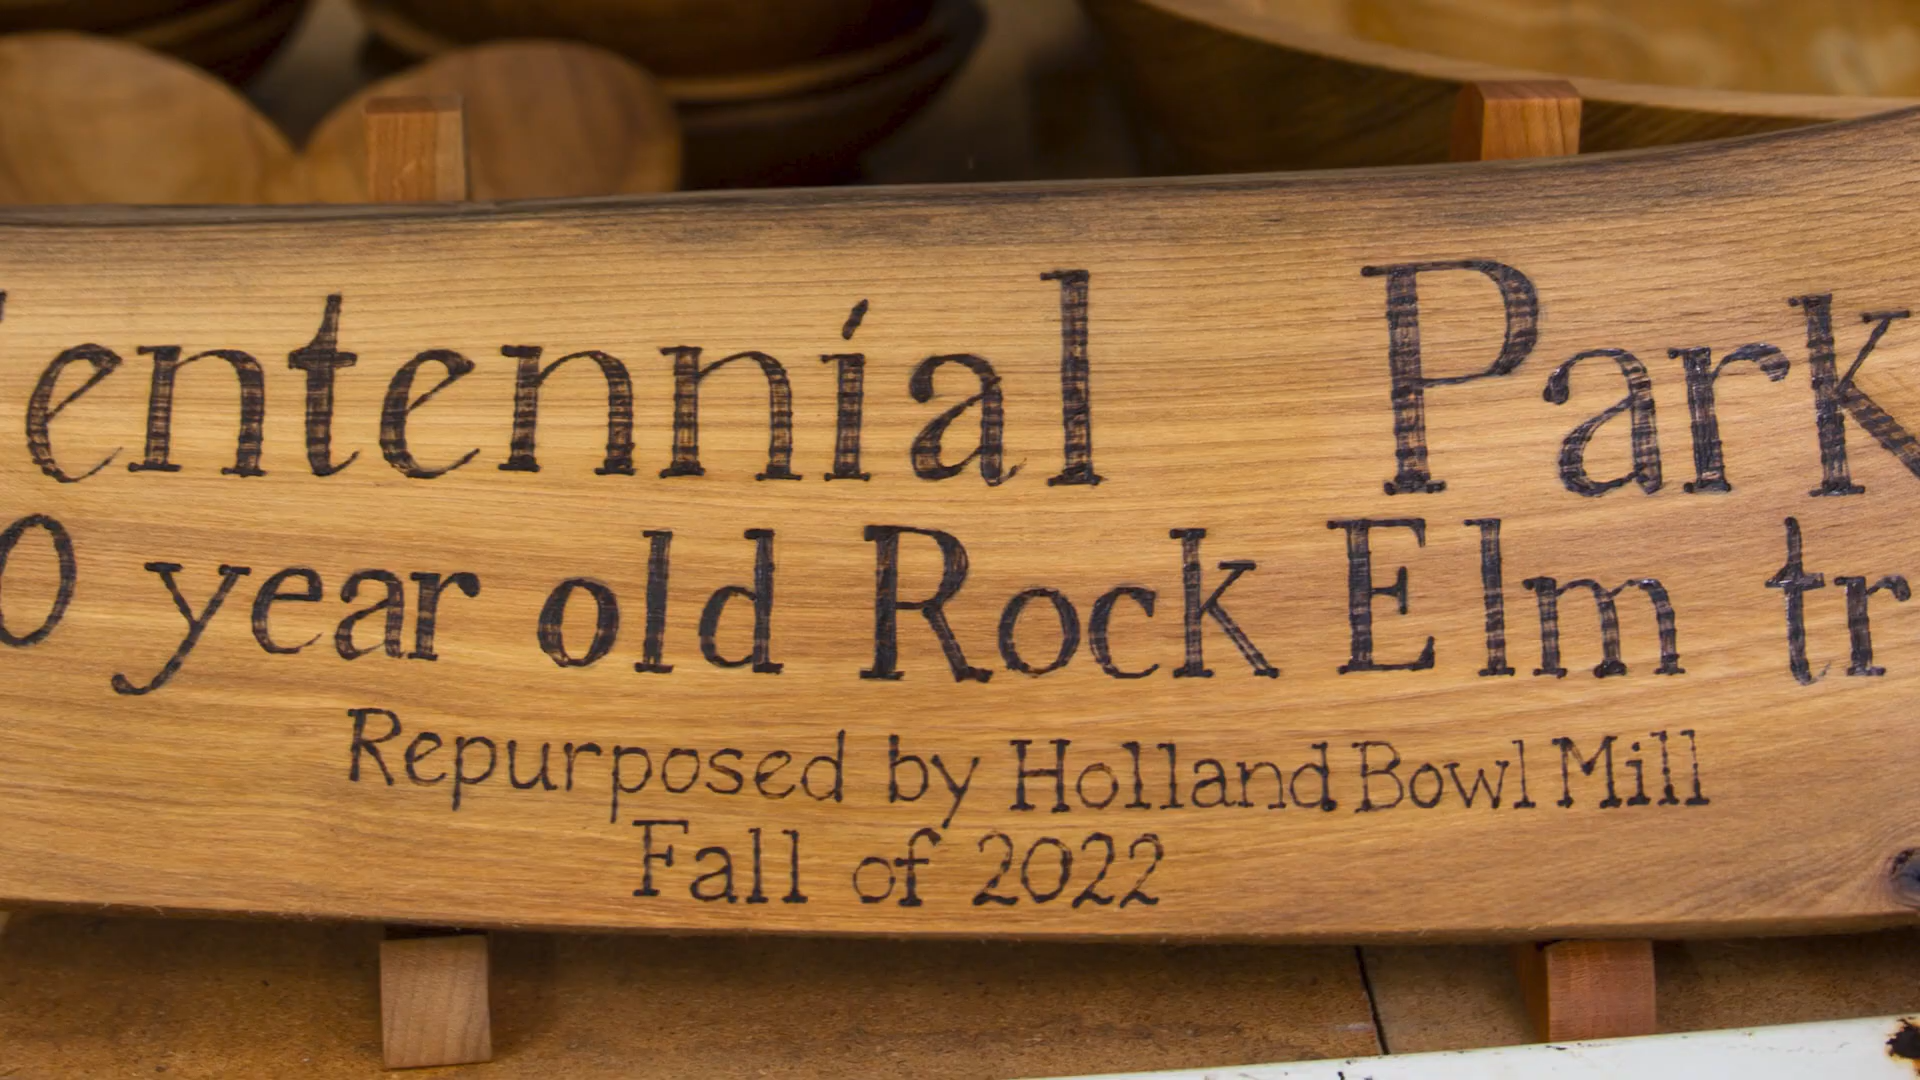 entennial Park
0 year old Rock Elm tr
Repurposed by Holland Bowl Mill
Fall of 2022